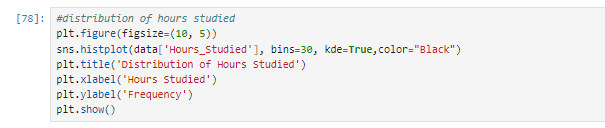 [78]: #distribution of hours studied
plt.figure(figsize=(10, 5))
sns.histplot(data['Hours_Studied'], bins=30, kde=True,color="Black")
plt.title('Distribution of Hours Studied')
plt.xlabel('Hours Studied')
plt.ylabel('Frequency')
plt.show()